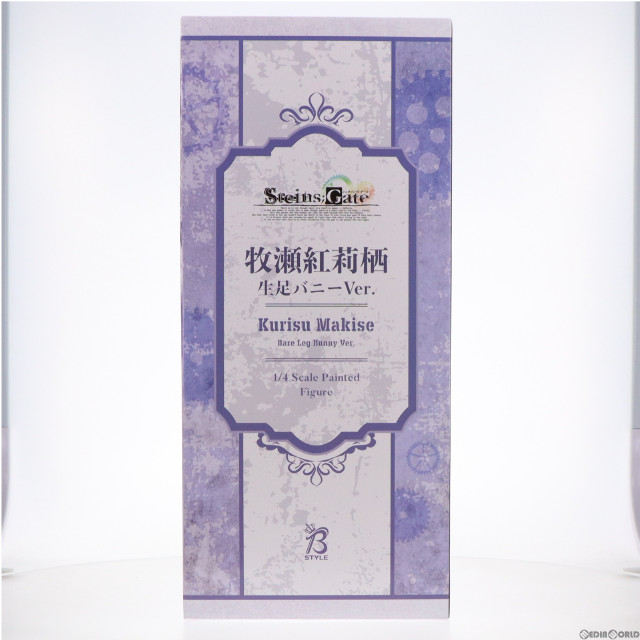 Steins;Gate
牧瀬紅莉栖
生足バニーVer.
Kurisu Makise
Bare Leg Bunny Ver.
1/4 Scale Painted
Figure
B
STYLE
©EDIAWORLD